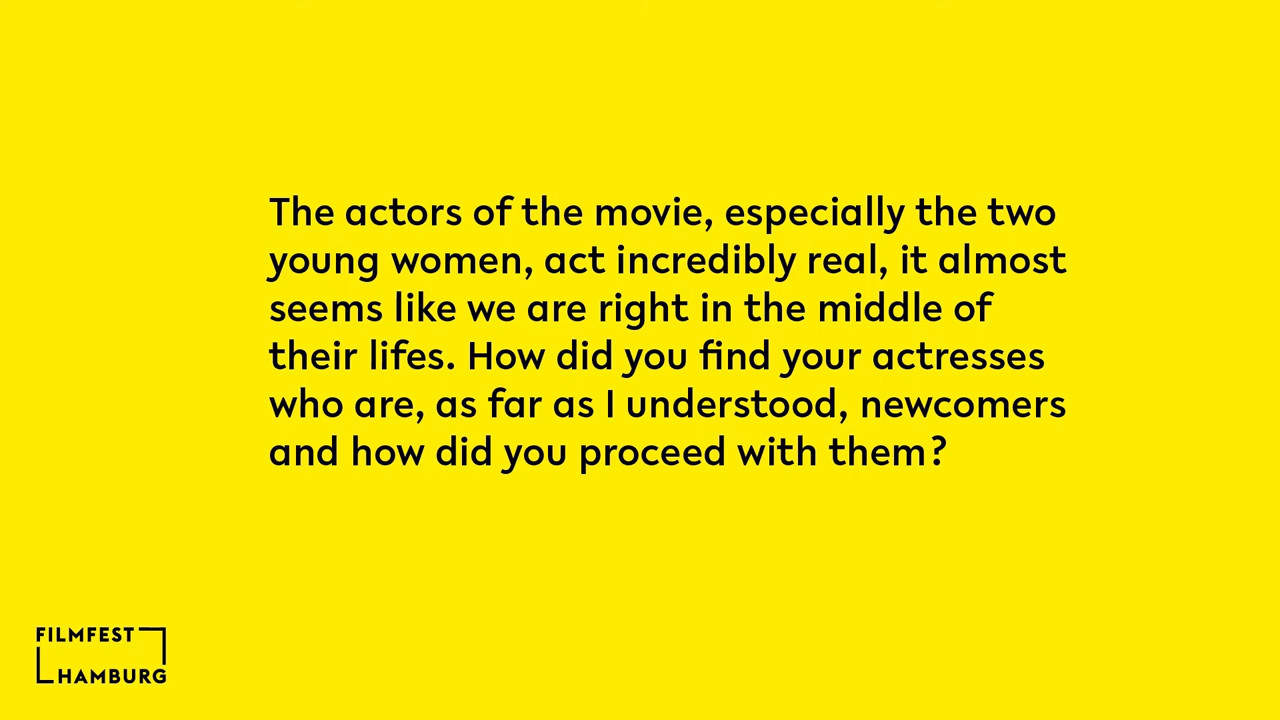 The actors of the movie, especially the two
young women, act incredibly real, it almost
seems like we are right in the middle of
their lifes. How did you find your actresses
who are, as far as I understood, newcomers
and how did you proceed with them?
FILMFEST
HAMBURG